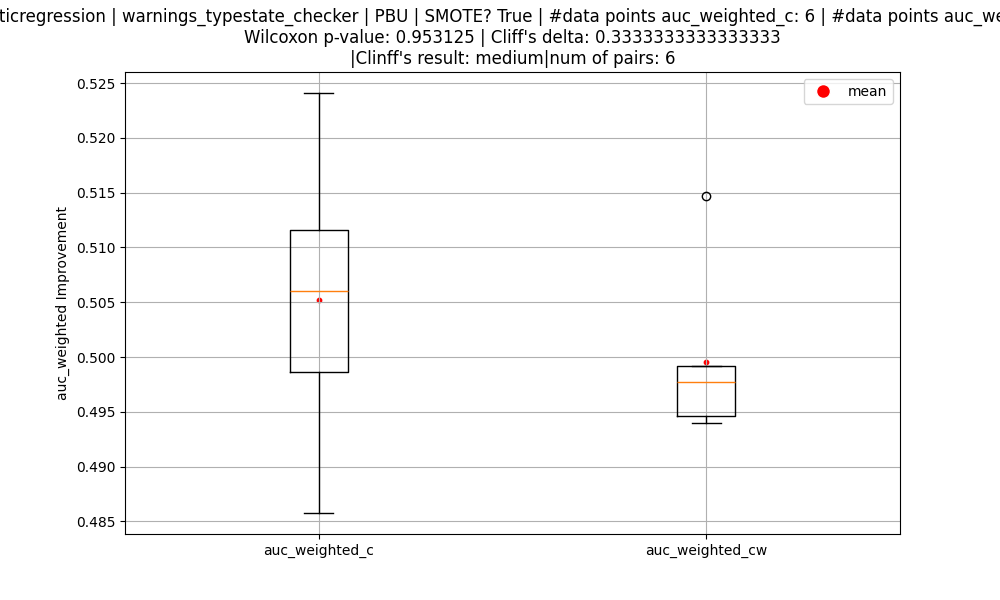 ticregression | warnings_typestate_checker | PBU | SMOTE? True | #data points auc_weighted_c: 6 | #data points auc_we
Wilcoxon p-value: 0.953125 | Cliff's delta: 0.3333333333333333
|Clinff's result: medium|num of pairs: 6
mean
0.525
0.520
0.515
0.510
0.505
0.500
0.495
0.490
0.485
auc_weighted Improvement
auc_weighted_c
auc_weighted_cw